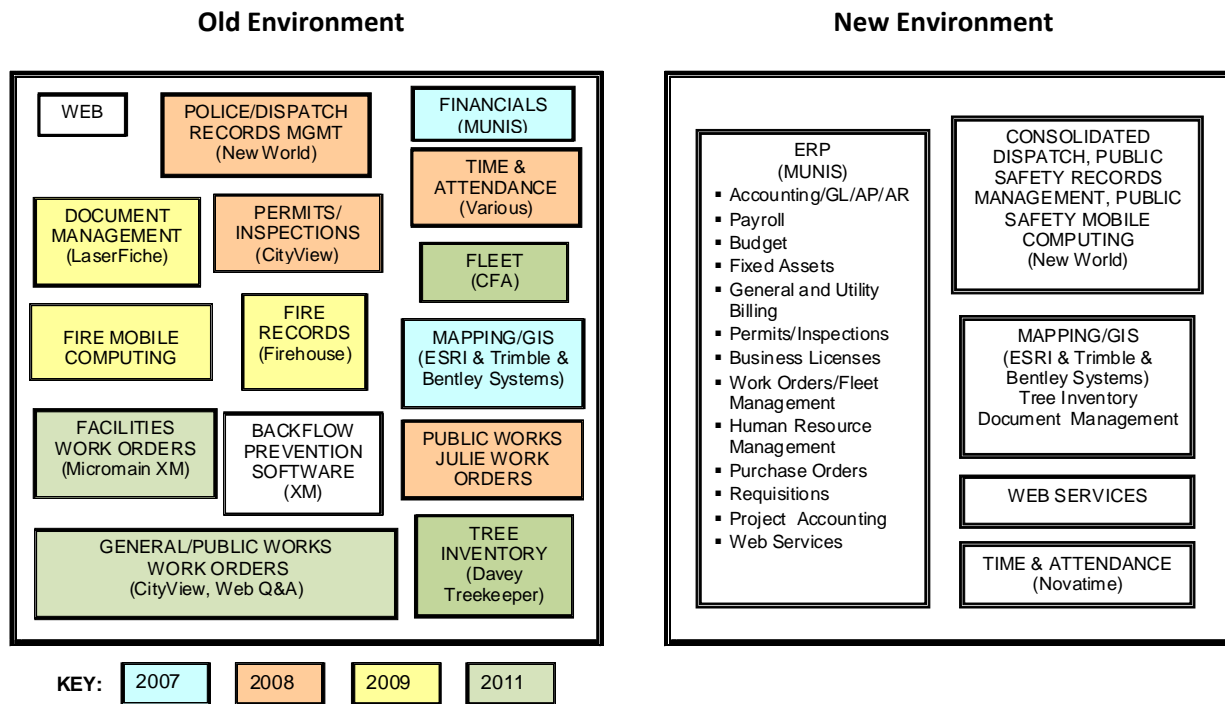 Old Environment
WEB
POLICE/DISPATCH
RECORDS MGMT
(New World)
FINANCIALS
(MUNIS)
TIME &
ATTENDANCE
(Various)
DOCUMENT
MANAGEMENT
(LaserFiche)
PERMITS/
INSPECTIONS
(CityView)
FLEET
(CFA)
FIRE MOBILE
COMPUTING
FIRE
RECORDS
(Firehouse)
MAPPING/GIS
(ESRI & Trimble &
Bentley Systems)
FACILITIES
WORK ORDERS
(Micromain XM)
BACKFLOW
PREVENTION
SOFTWARE
(XM)
PUBLIC WORKS
JULIE WORK
ORDERS
GENERAL/PUBLIC WORKS
WORK ORDERS
(CityView, Web Q&A)
TREE
INVENTORY
(Davey
Treekeeper)
KEY:
2007
2008
2009
2011
New Environment
ERP
(MUNIS)
▪ Accounting/GL/AP/AR
▪ Payroll
▪ Budget
▪ Fixed Assets
▪ General and Utility
Billing
▪ Permits/Inspections
▪ Business Licenses
▪ Work Orders/Fleet
Management
▪ Human Resource
Management
▪ Purchase Orders
▪ Requisitions
▪ Project Accounting
▪ Web Services
CONSOLIDATED
DISPATCH, PUBLIC
SAFETY RECORDS
MANAGEMENT, PUBLIC
SAFETY MOBILE
COMPUTING
(New World)
MAPPING/GIS
(ESRI & Trimble &
Bentley Systems)
Tree Inventory
Document Management
WEB SERVICES
TIME & ATTENDANCE
(Novatime)